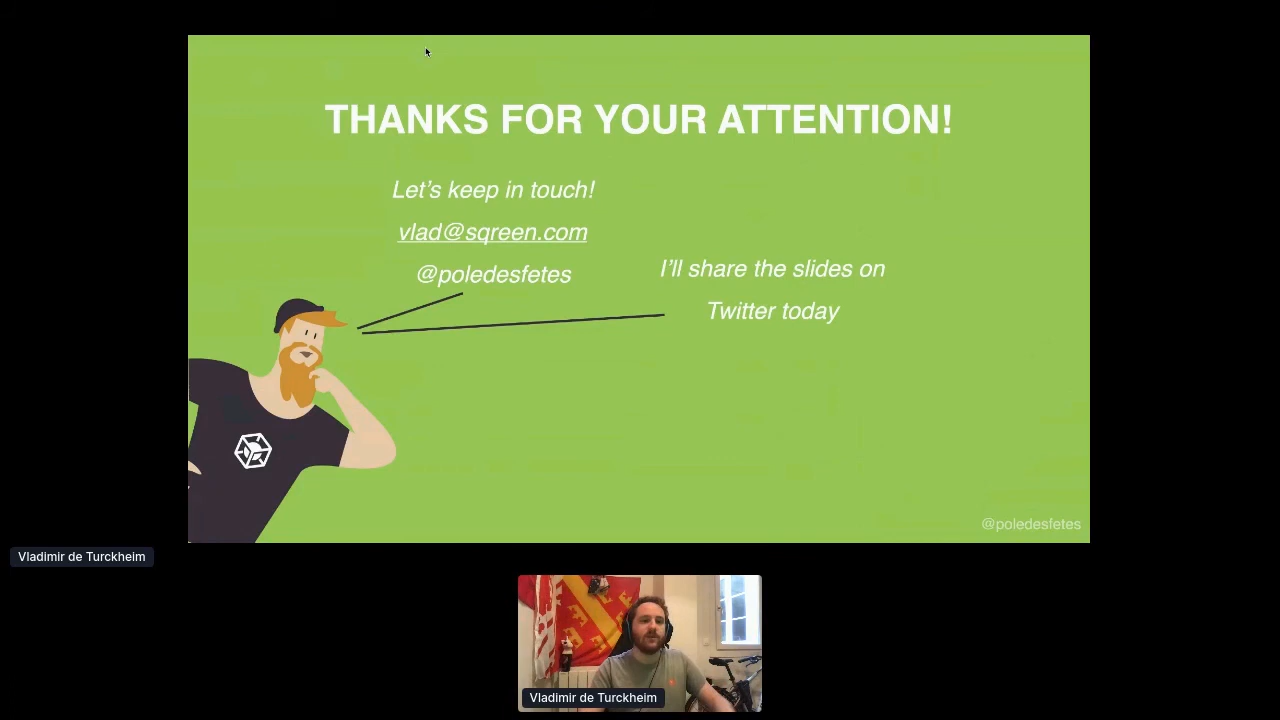 THANKS FOR YOUR ATTENTION!
Let's keep in touch!
vlad@sqreen.com
@poledesfetes
I'll share the slides on
Twitter today
@poledesfetes
Vladimir de Turckheim
Vladimir de Turckheim